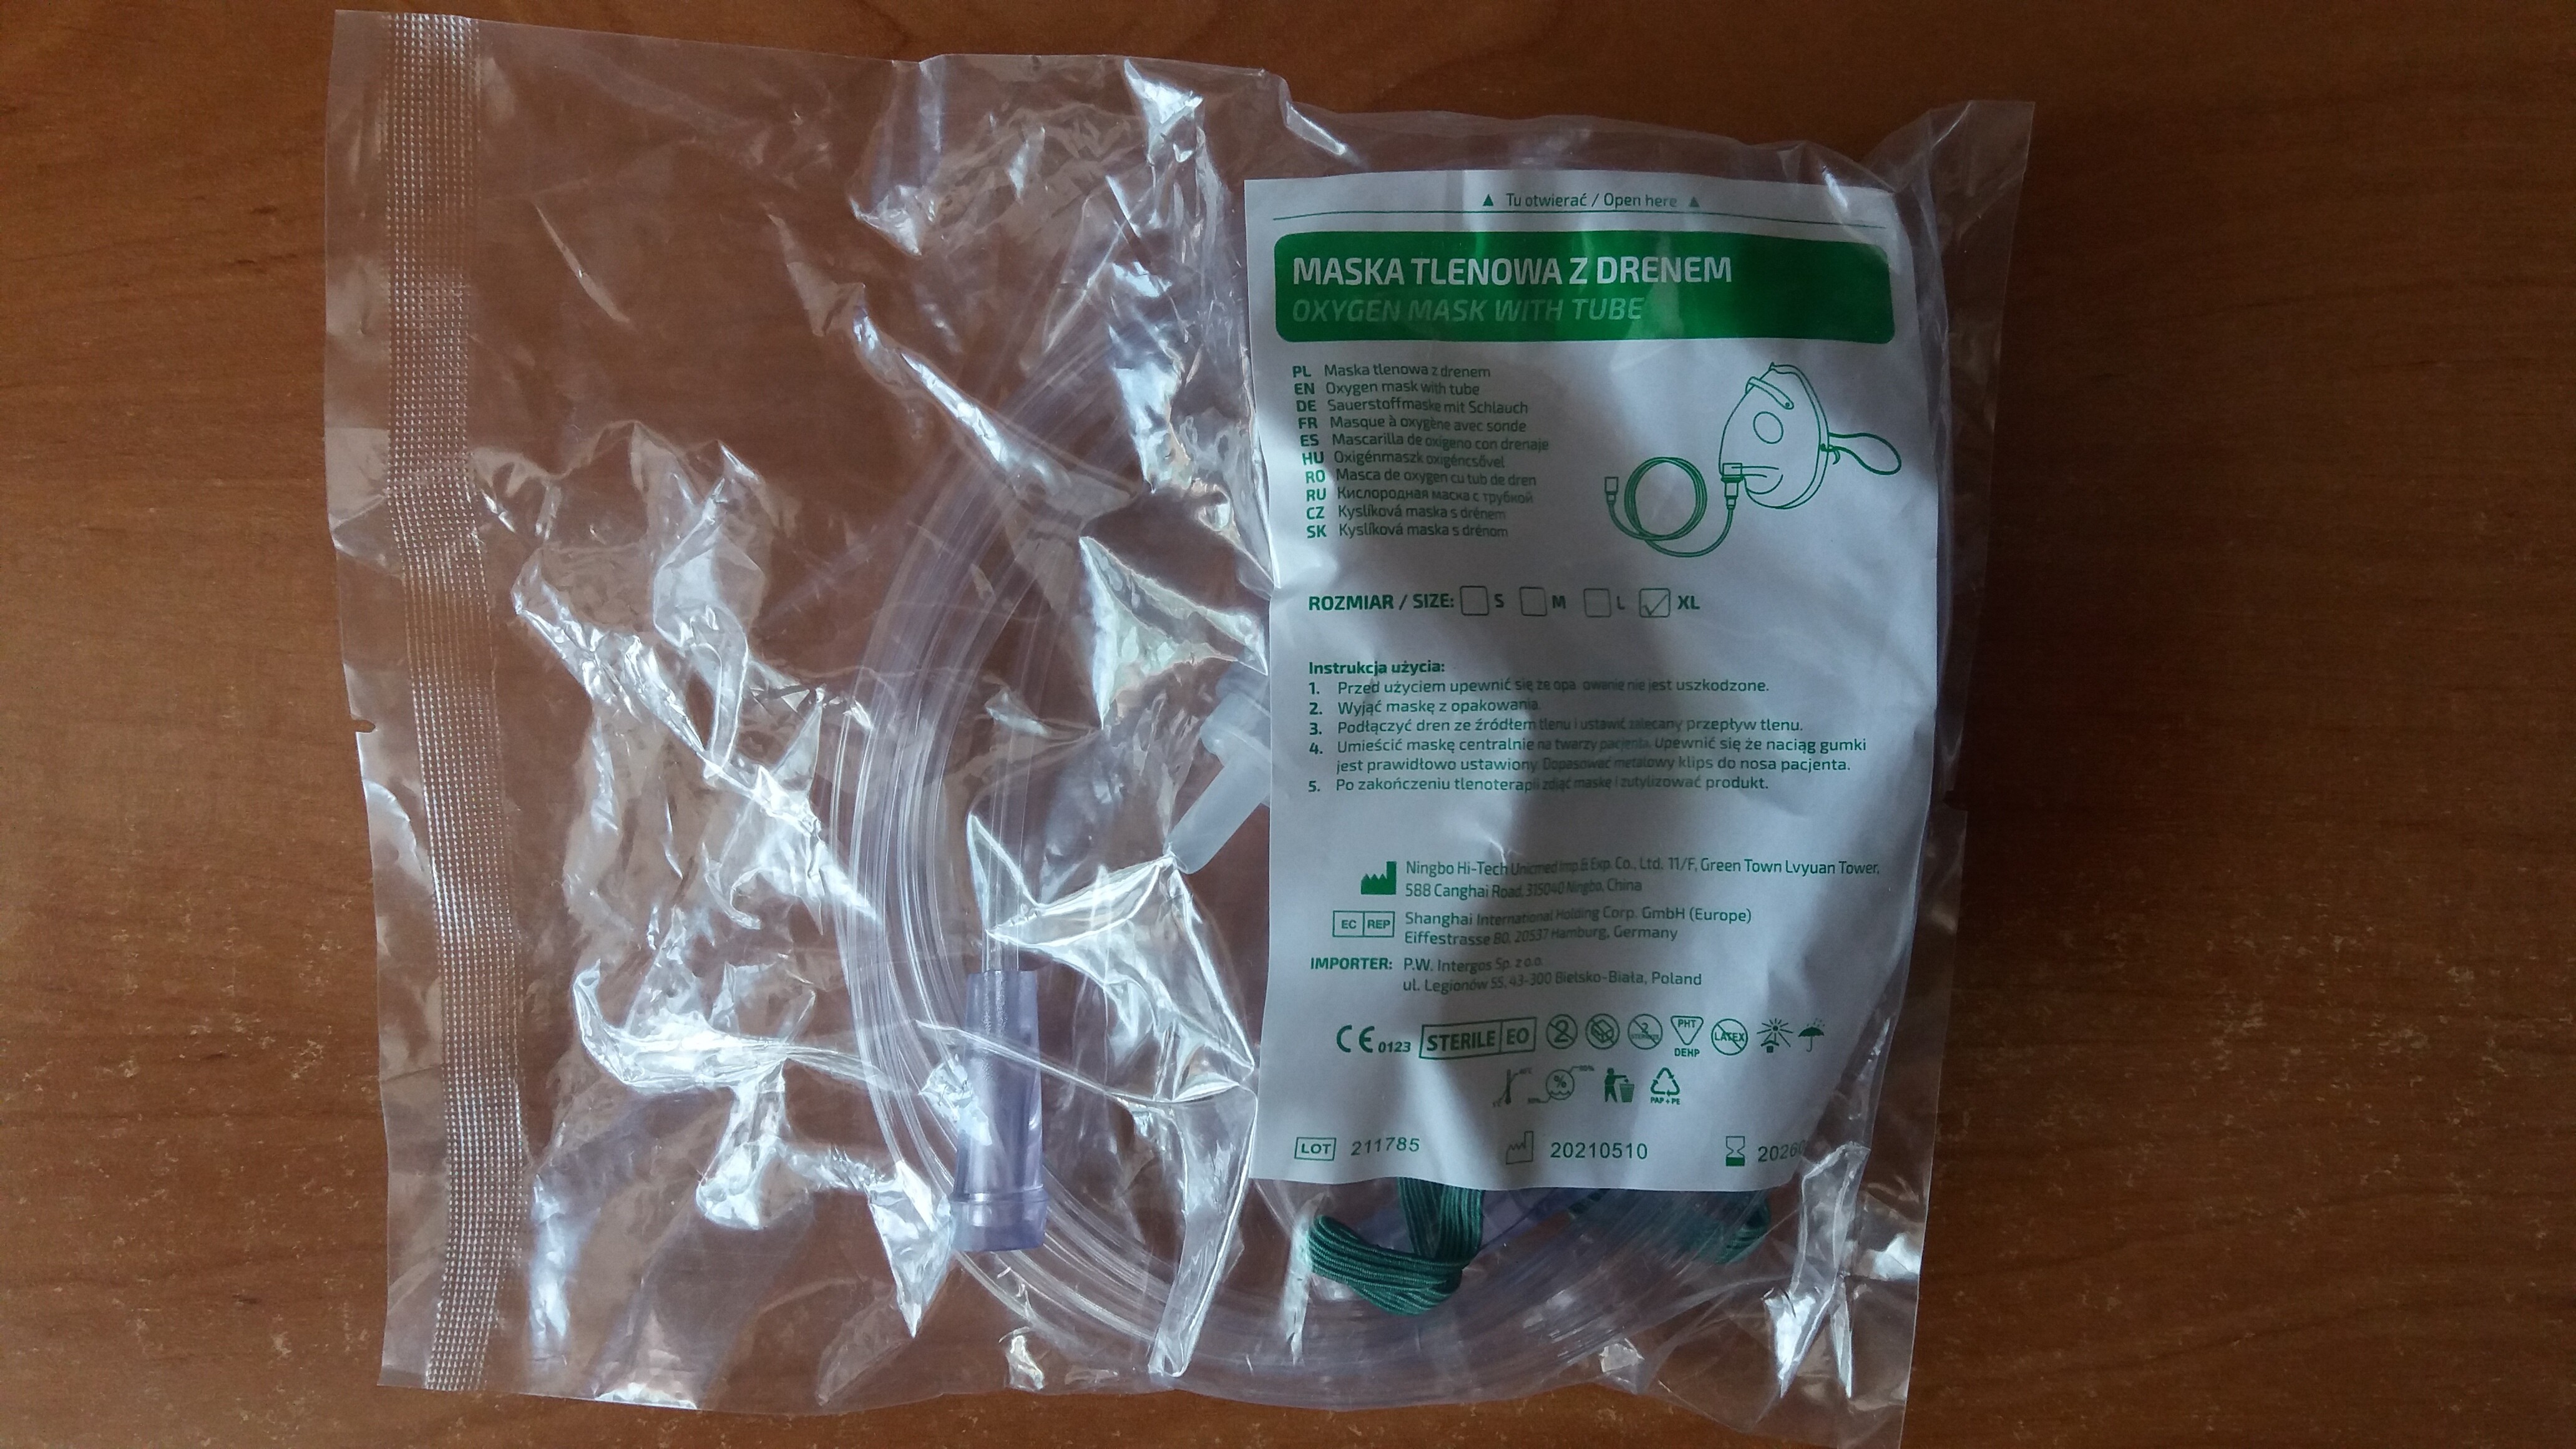 ▲ Tu otwierać / Open here ▲
MASKA TLENOWA Z DRENEM
OXYGEN MASK WITH TUBE
PL Maska tlenowa z drenem
EN Oxygen mask with tube
DE Sauerstoffmaske mit Schlauch
FR Masque à oxygène avec sonde
ES Mascarilla de oxigeno con drenaje
HU Oxigénmaszk oxigéncsővel
RO Masca de oxygen cu tub de dren
RU Кислородная маска с трубкой
CZ Kyslíková maska s drénem
SK Kyslíková maska s drénom
ROZMIAR / SIZE: S M L XL
Instrukcja użycia:
1. Przed użyciem upewnić się że nie jest uszkodzone.
2. Wyjąć maskę z opakowania.
3. Podłączyć dren ze źródłem tlenu i ustawić zalecany przepływ tlenu.
4. Umieścić maskę centralnie na twarzy pacjenta. Upewnić się że naciąg gumki
jest prawidłowo ustawiony. Dopasować metalowy klips do nosa pacjenta.
5. Po zakończeniu tlenoterapii zdjąć maskę i zutylizować produkt.
Ningbo Hi-Tech Unicmed Imp & Exp. Co., Ltd, 11/F, Green Town Lvyuan Tower,
588 Canghai Road, 315040 Ningbo, China
EC REP Shanghai International Holding Corp. GmbH (Europe)
Eiffestrasse 80, 20537 Hamburg, Germany
IMPORTER: P.W. Intergos Sp. z o.o.
ul. Legionów 55, 43-300 Bielsko-Biała, Poland
CE 0123 STERILE EO 2 2 PHT DEHP LATEX
% PAP + PE
LOT 211785 20210510